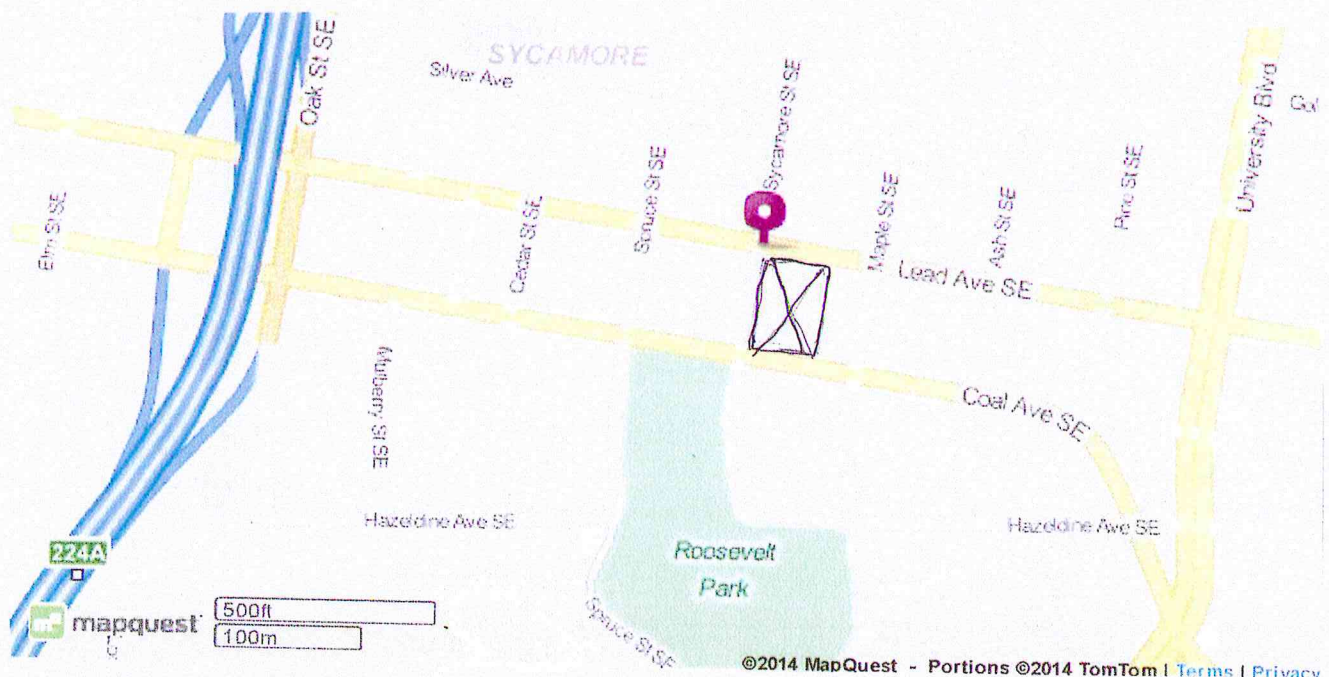 SYCAMORE
Silver Ave
Oak St SE
Sycamore St SE
University Blvd
Elm St SE
Cedar St SE
Spruce St SE
Maple St SE
Ash St SE
Pine St SE
Lead Ave SE
Mulberry St SE
Coal Ave SE
Hazeldine Ave SE
Hazeldine Ave SE
224A
Roosevelt
Park
Spruce St SE
mapquest
500ft
100m
©2014 MapQuest - Portions ©2014 TomTom | Terms | Privacy